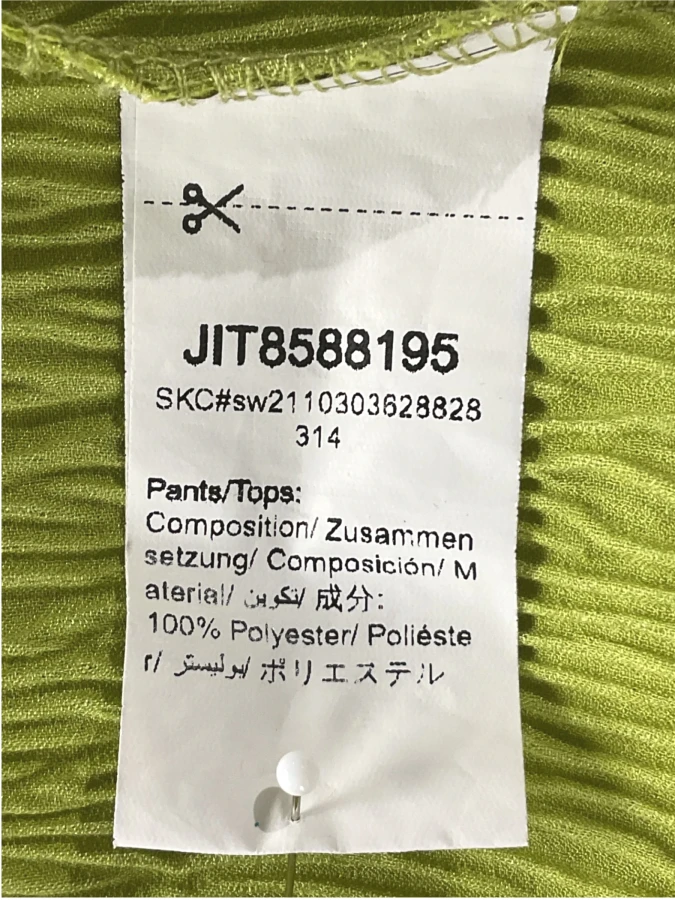 JIT8588195
SKC#sw2110303628828
314
Pants/Tops:
Composition/ Zusammen
setzung/ Composición/ M
aterial/ تكوين/ 成分:
100% Polyester/ Poliéste
r/ بوليستر/ ポリエステル